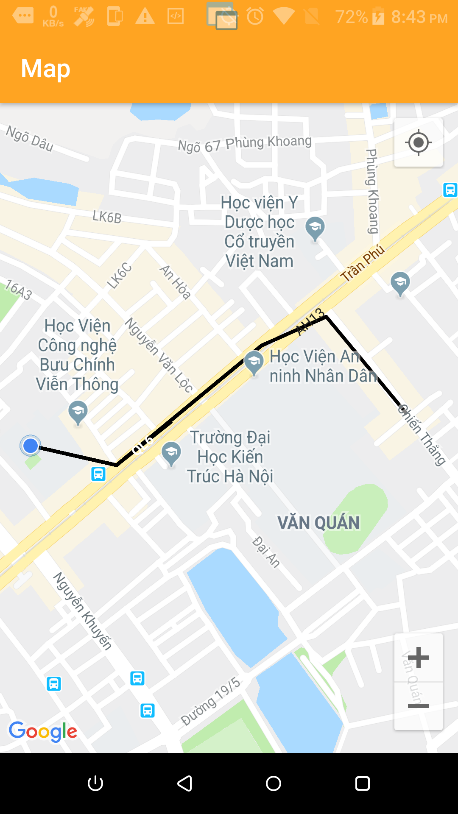 0
KB/s
72%
8:43 PM
Map
Ngô Dầu
Ngõ 67 Phùng Khoang
Phùng Khoang
Học viện Y
Dược học
Cổ truyền
Việt Nam
LK6B
LK6C
An Hòa
Trần Phú
16A3
AH13
Học Viện
Công nghệ
Bưu Chính
Viễn Thông
Nguyễn Văn Lộc
Học Viện An
ninh Nhân Dân
Chiến Thắng
QL6
Trường Đại
Học Kiến
Trúc Hà Nội
VĂN QUÁN
Đại An
Nguyễn Khuyến
Đường 19/5
Văn Quán
Google